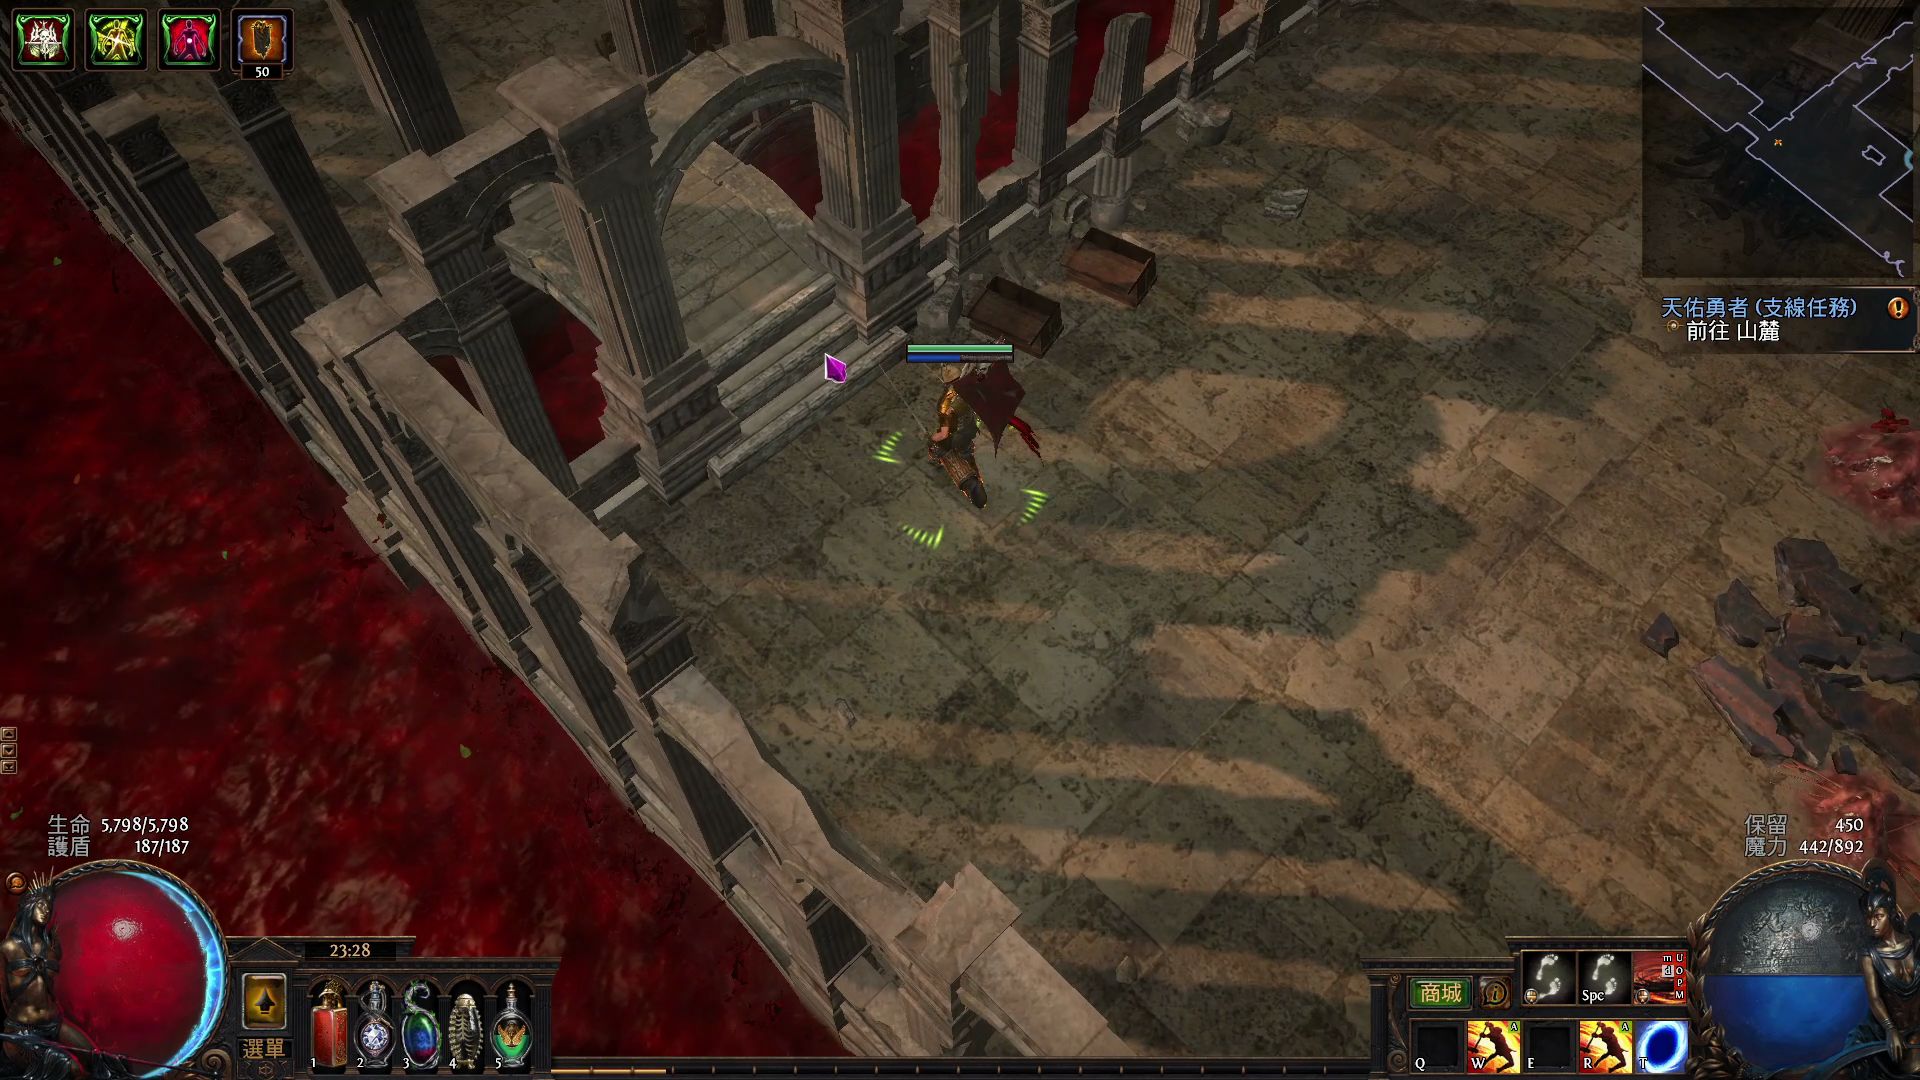 50
天佑勇者 (支線任務)
前往 山麓
生命 5,798/5,798
護盾 187/187
保留 450
魔力 442/892
23:28
選單
1
2
3
4
5
商城
Spc
m U
d O
P
M
Q
W A
E
R A
T